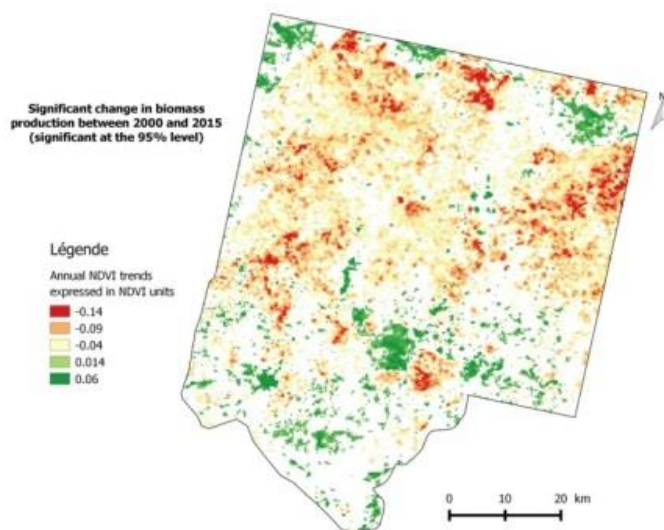 Significant change in biomass
production between 2000 and 2015
(significant at the 95% level)
N
Légende
Annual NDVI trends
expressed in NDVI units
-0.14
-0.09
-0.04
0.014
0.06
0 10 20 km